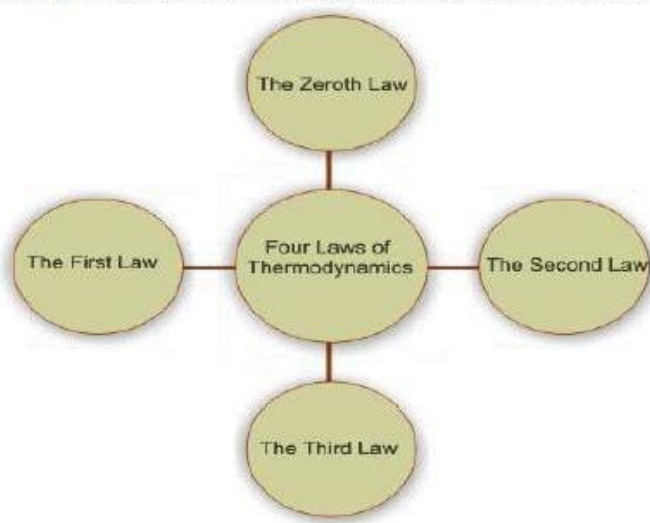 The Zeroth Law
The First Law
Four Laws of
Thermodynamics
The Second Law
The Third Law